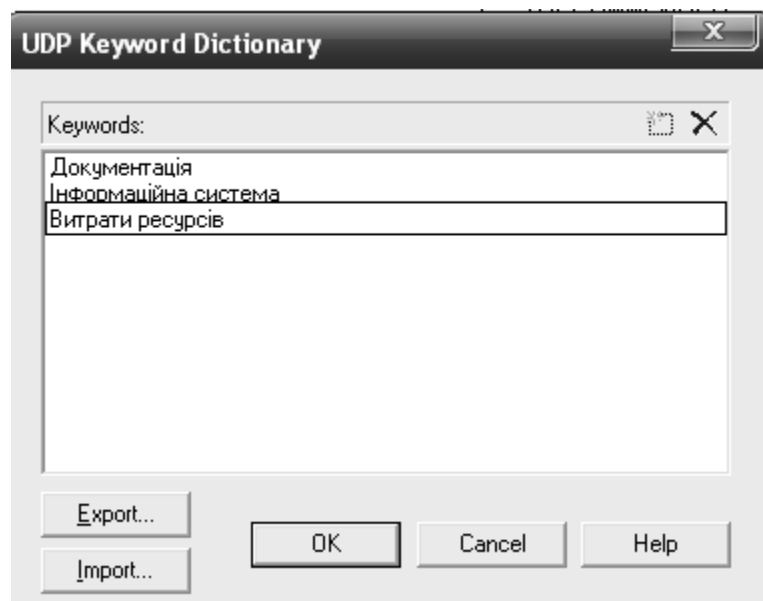 UDP Keyword Dictionary
Keywords:
Документація
Інформаційна система
Витрати ресурсів
Export...
OK
Cancel
Help
Import...